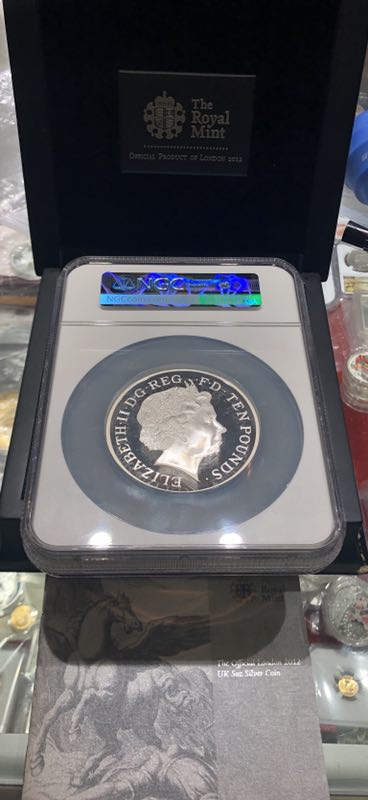 The
Royal
Mint
OFFICIAL PRODUCT OF LONDON 2012
NGC
ELIZABETH·II·D·G·REG·F·D·TEN POUNDS·
Royal
Mint
The Official London 2012
UK 5oz Silver Coin